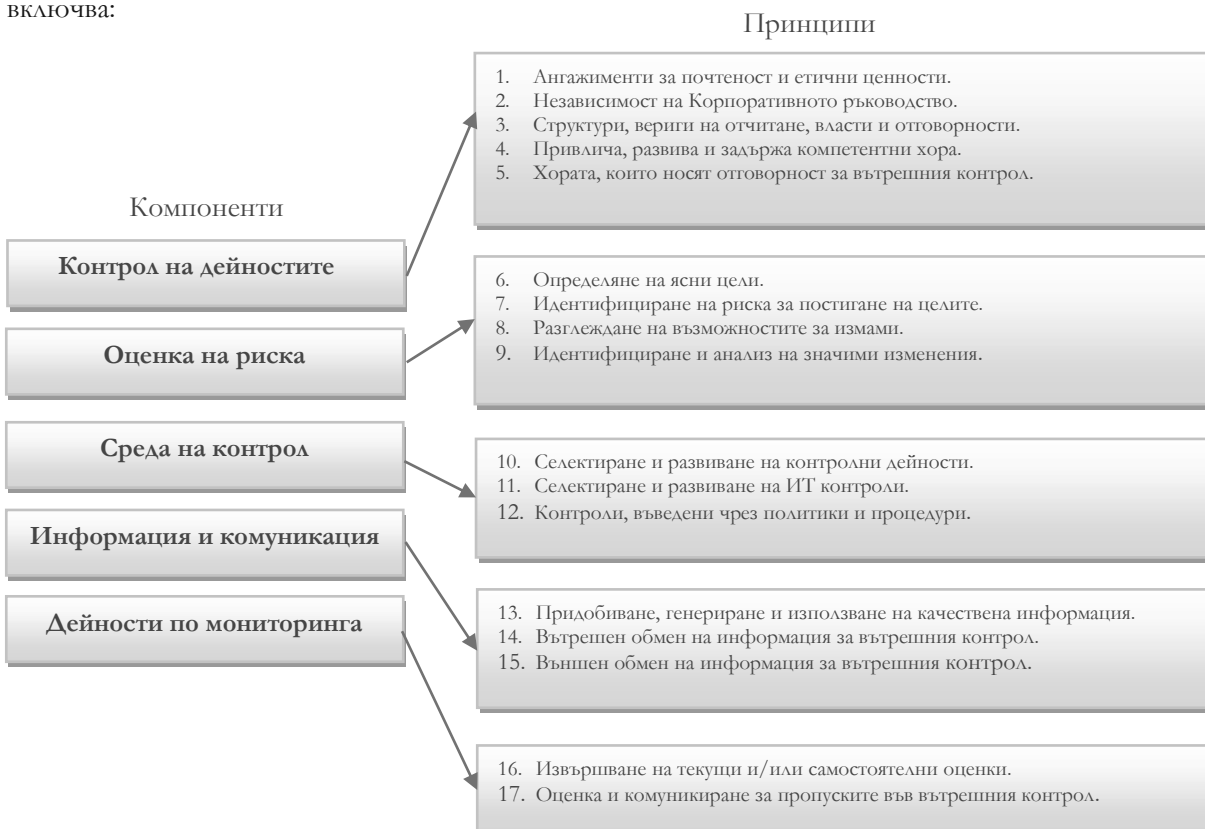 включва:
Принципи
1. Ангажименти за почтеност и етични ценности.
2. Независимост на Корпоративното ръководство.
3. Структури, вериги на отчитане, власти и отговорности.
4. Привлича, развива и задържа компетентни хора.
5. Хората, които носят отговорност за вътрешния контрол.
Компоненти
Контрол на дейностите
Оценка на риска
Среда на контрол
Информация и комуникация
Дейности по мониторинга
6. Определяне на ясни цели.
7. Идентифициране на риска за постигане на целите.
8. Разглеждане на възможностите за измами.
9. Идентифициране и анализ на значими изменения.
10. Селектиране и развиване на контролни дейности.
11. Селектиране и развиване на ИТ контроли.
12. Контроли, въведени чрез политики и процедури.
13. Придобиване, генериране и използване на качествена информация.
14. Вътрешен обмен на информация за вътрешния контрол.
15. Външен обмен на информация за вътрешния контрол.
16. Извършване на текущи и/или самостоятелни оценки.
17. Оценка и комуникиране за пропуските във вътрешния контрол.